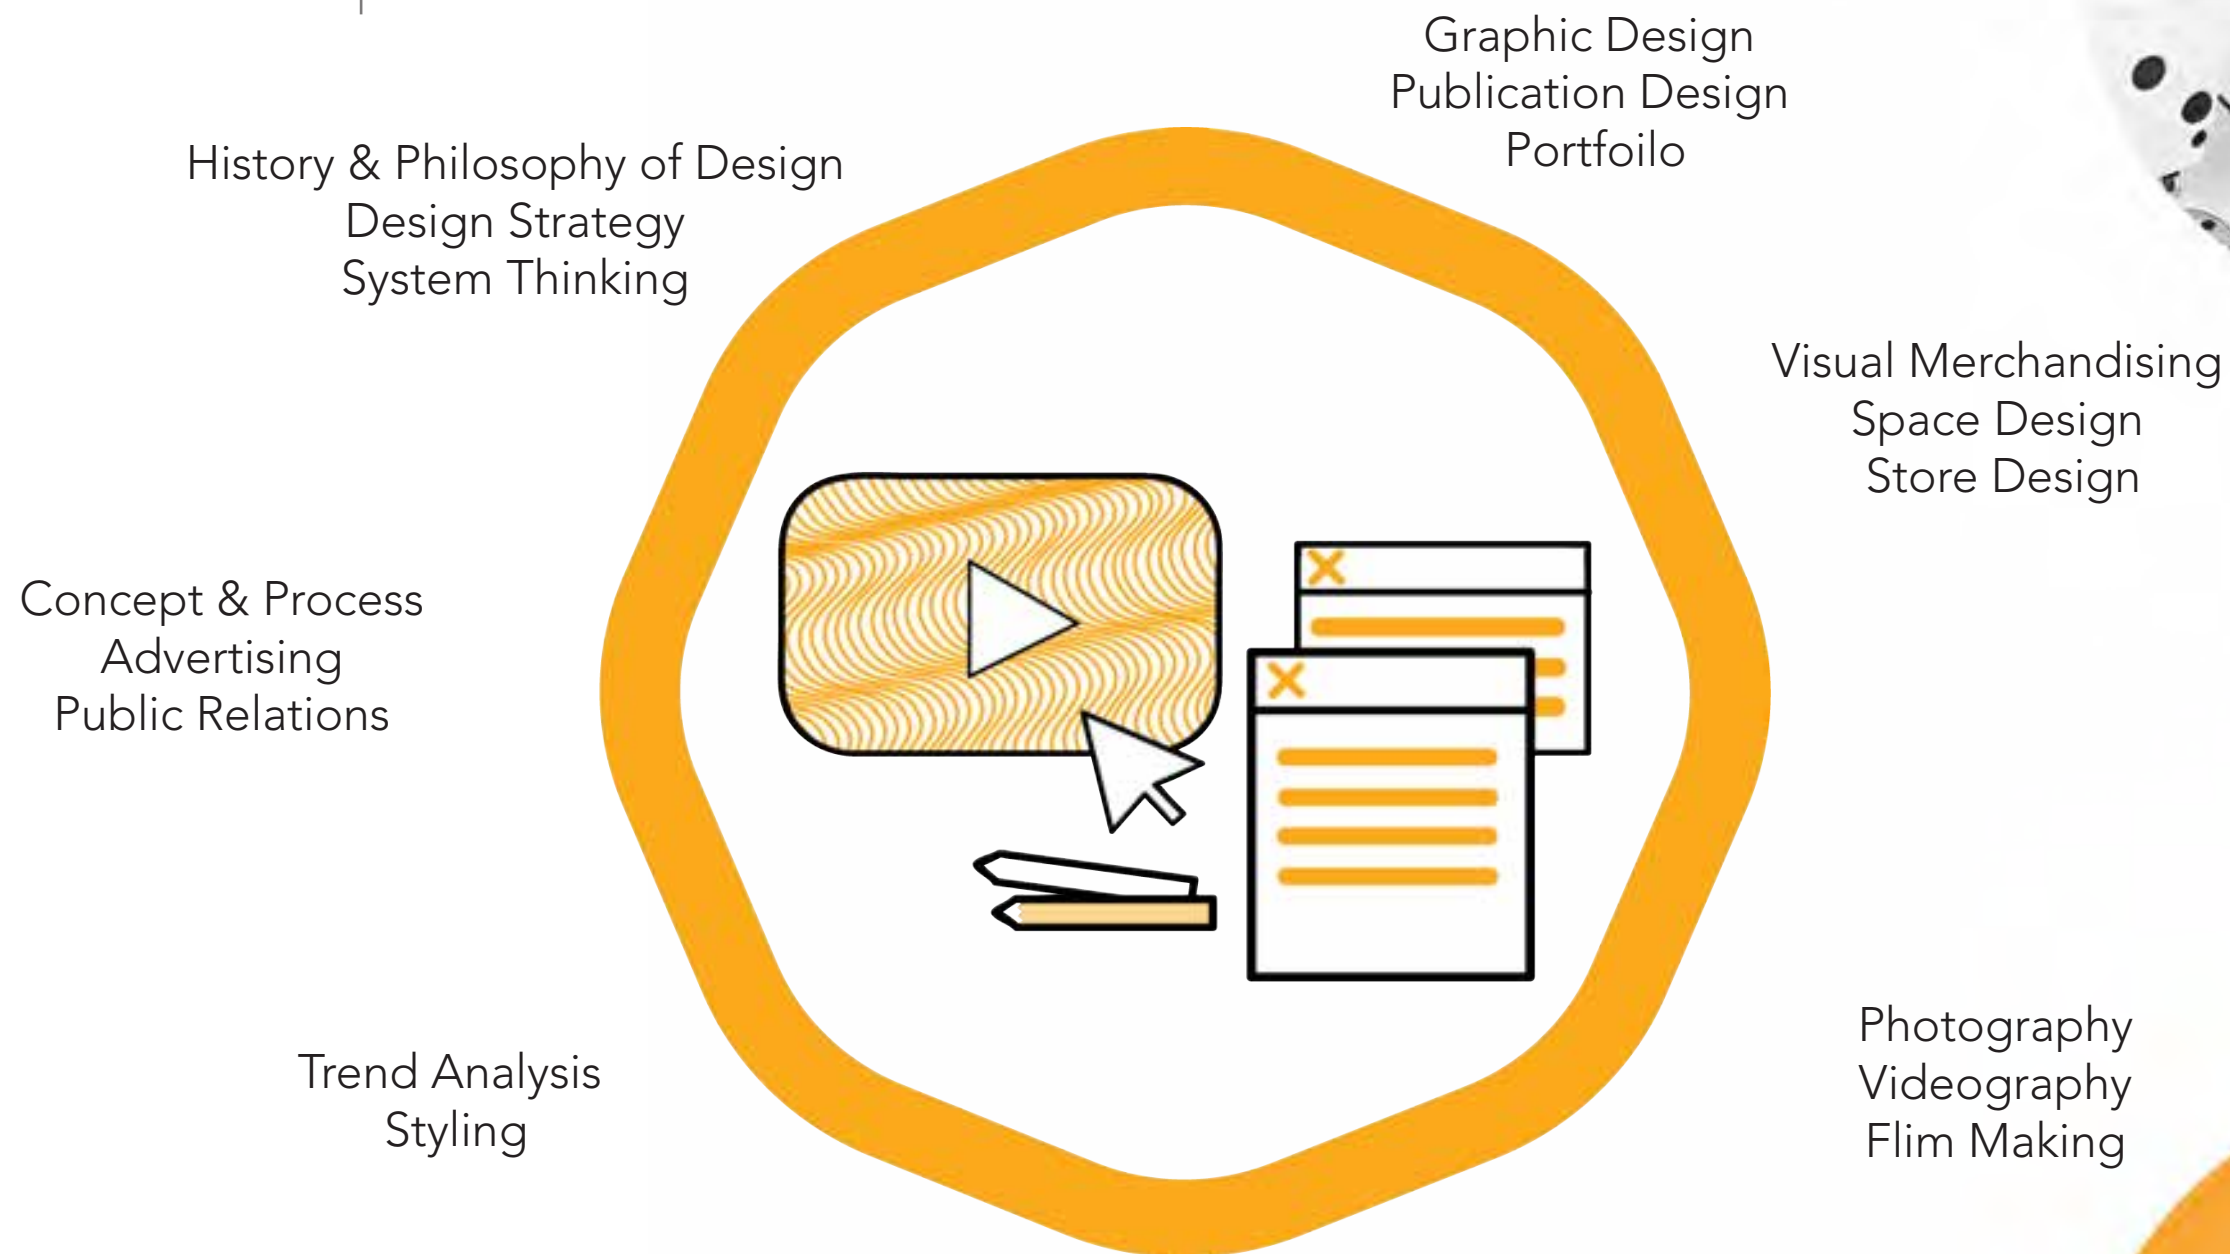 Graphic Design
Publication Design
Portfoilo
History & Philosophy of Design
Design Strategy
System Thinking
Visual Merchandising
Space Design
Store Design
Concept & Process
Advertising
Public Relations
Trend Analysis
Styling
Photography
Videography
Flim Making